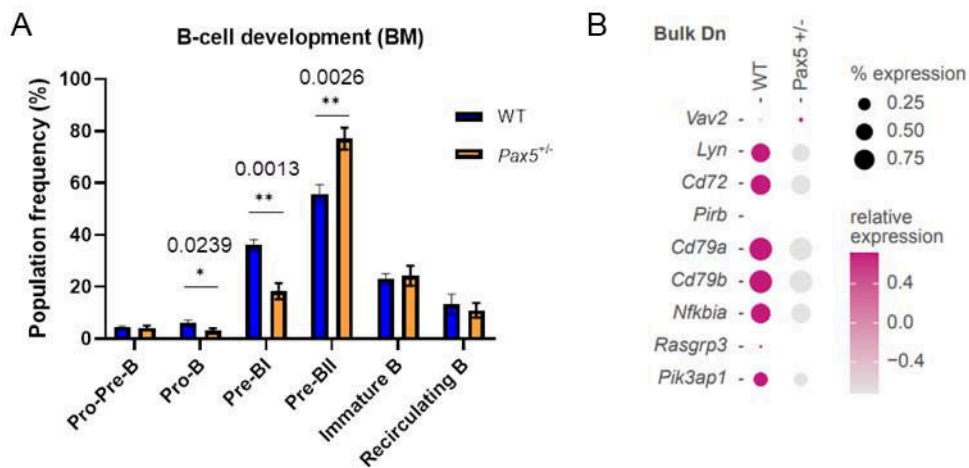 A
B-cell development (BM)
Population frequency (%)
100
80
60
40
20
0
0.0239
*
0.0013
**
0.0026
**
WT
Pax5+/-
Pro-Pre-B
Pro-B
Pre-BI
Pre-BII
Immature B
Recirculating B
B
Bulk Dn
WT
Pax5 +/-
Vav2
Lyn
Cd72
Pirb
Cd79a
Cd79b
Nfkbia
Rasgrp3
Pik3ap1
% expression
0.25
0.50
0.75
relative
expression
0.4
0.0
−0.4